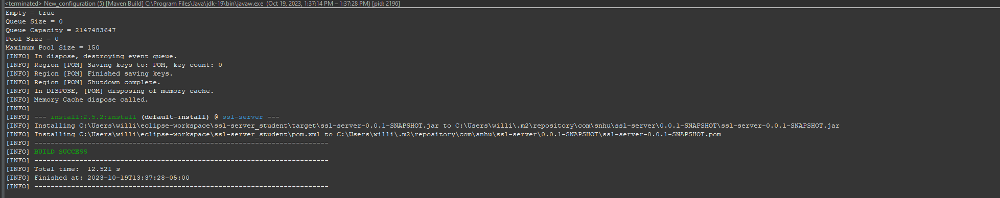 <terminated> New_configuration (5) [Maven Build] C:\Program Files\Java\jdk-19\bin\javaw.exe (Oct 19, 2023, 1:37:14 PM – 1:37:28 PM) [pid: 2196]
Empty = true
Queue Size = 0
Queue Capacity = 2147483647
Pool Size = 0
Maximum Pool Size = 150
[INFO] In dispose, destroying event queue.
[INFO] Region [POM] Saving keys to: POM, key count: 0
[INFO] Region [POM] Finished saving keys.
[INFO] Region [POM] Shutdown complete.
[INFO] In DISPOSE, [POM] disposing of memory cache.
[INFO] Memory Cache dispose called.
[INFO]
[INFO] --- install:2.5.2:install (default-install) @ ssl-server ---
[INFO] Installing C:\Users\willi\eclipse-workspace\ssl-server_student\target\ssl-server-0.0.1-SNAPSHOT.jar to C:\Users\willi\.m2\repository\com\snhu\ssl-server\0.0.1-SNAPSHOT\ssl-server-0.0.1-SNAPSHOT.jar
[INFO] Installing C:\Users\willi\eclipse-workspace\ssl-server_student\pom.xml to C:\Users\willi\.m2\repository\com\snhu\ssl-server\0.0.1-SNAPSHOT\ssl-server-0.0.1-SNAPSHOT.pom
[INFO] ------------------------------------------------------------------------
[INFO] BUILD SUCCESS
[INFO] ------------------------------------------------------------------------
[INFO] Total time:  12.521 s
[INFO] Finished at: 2023-10-19T13:37:28-05:00
[INFO] ------------------------------------------------------------------------